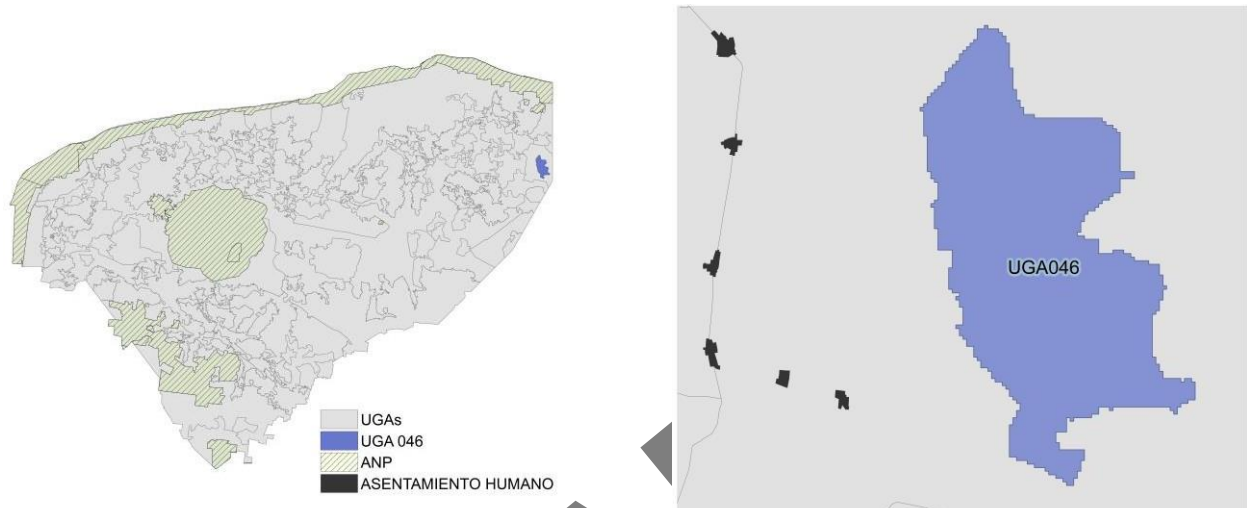 UGAs
UGA 046
ANP
ASENTAMIENTO HUMANO
UGA046